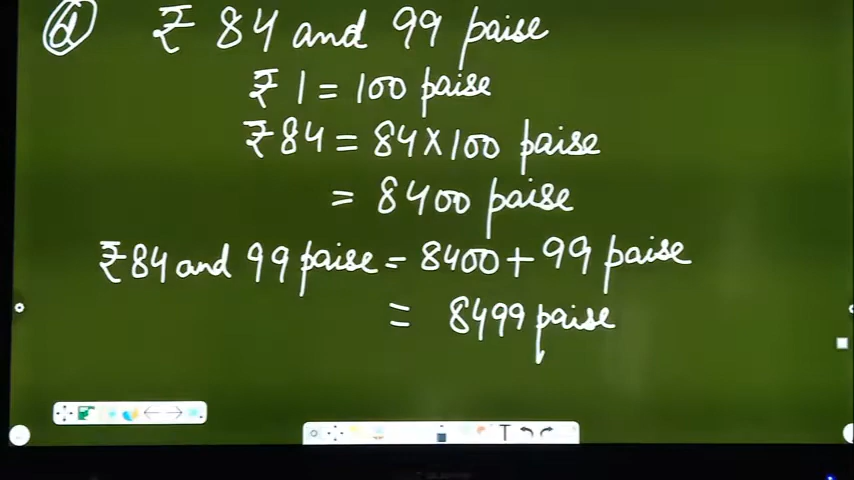 (d) ₹ 84 and 99 paise
₹ 1 = 100 paise
₹84 = 84×100 paise
= 8400 paise
₹84 and 99 paise = 8400 + 99 paise
= 8499 paise
T